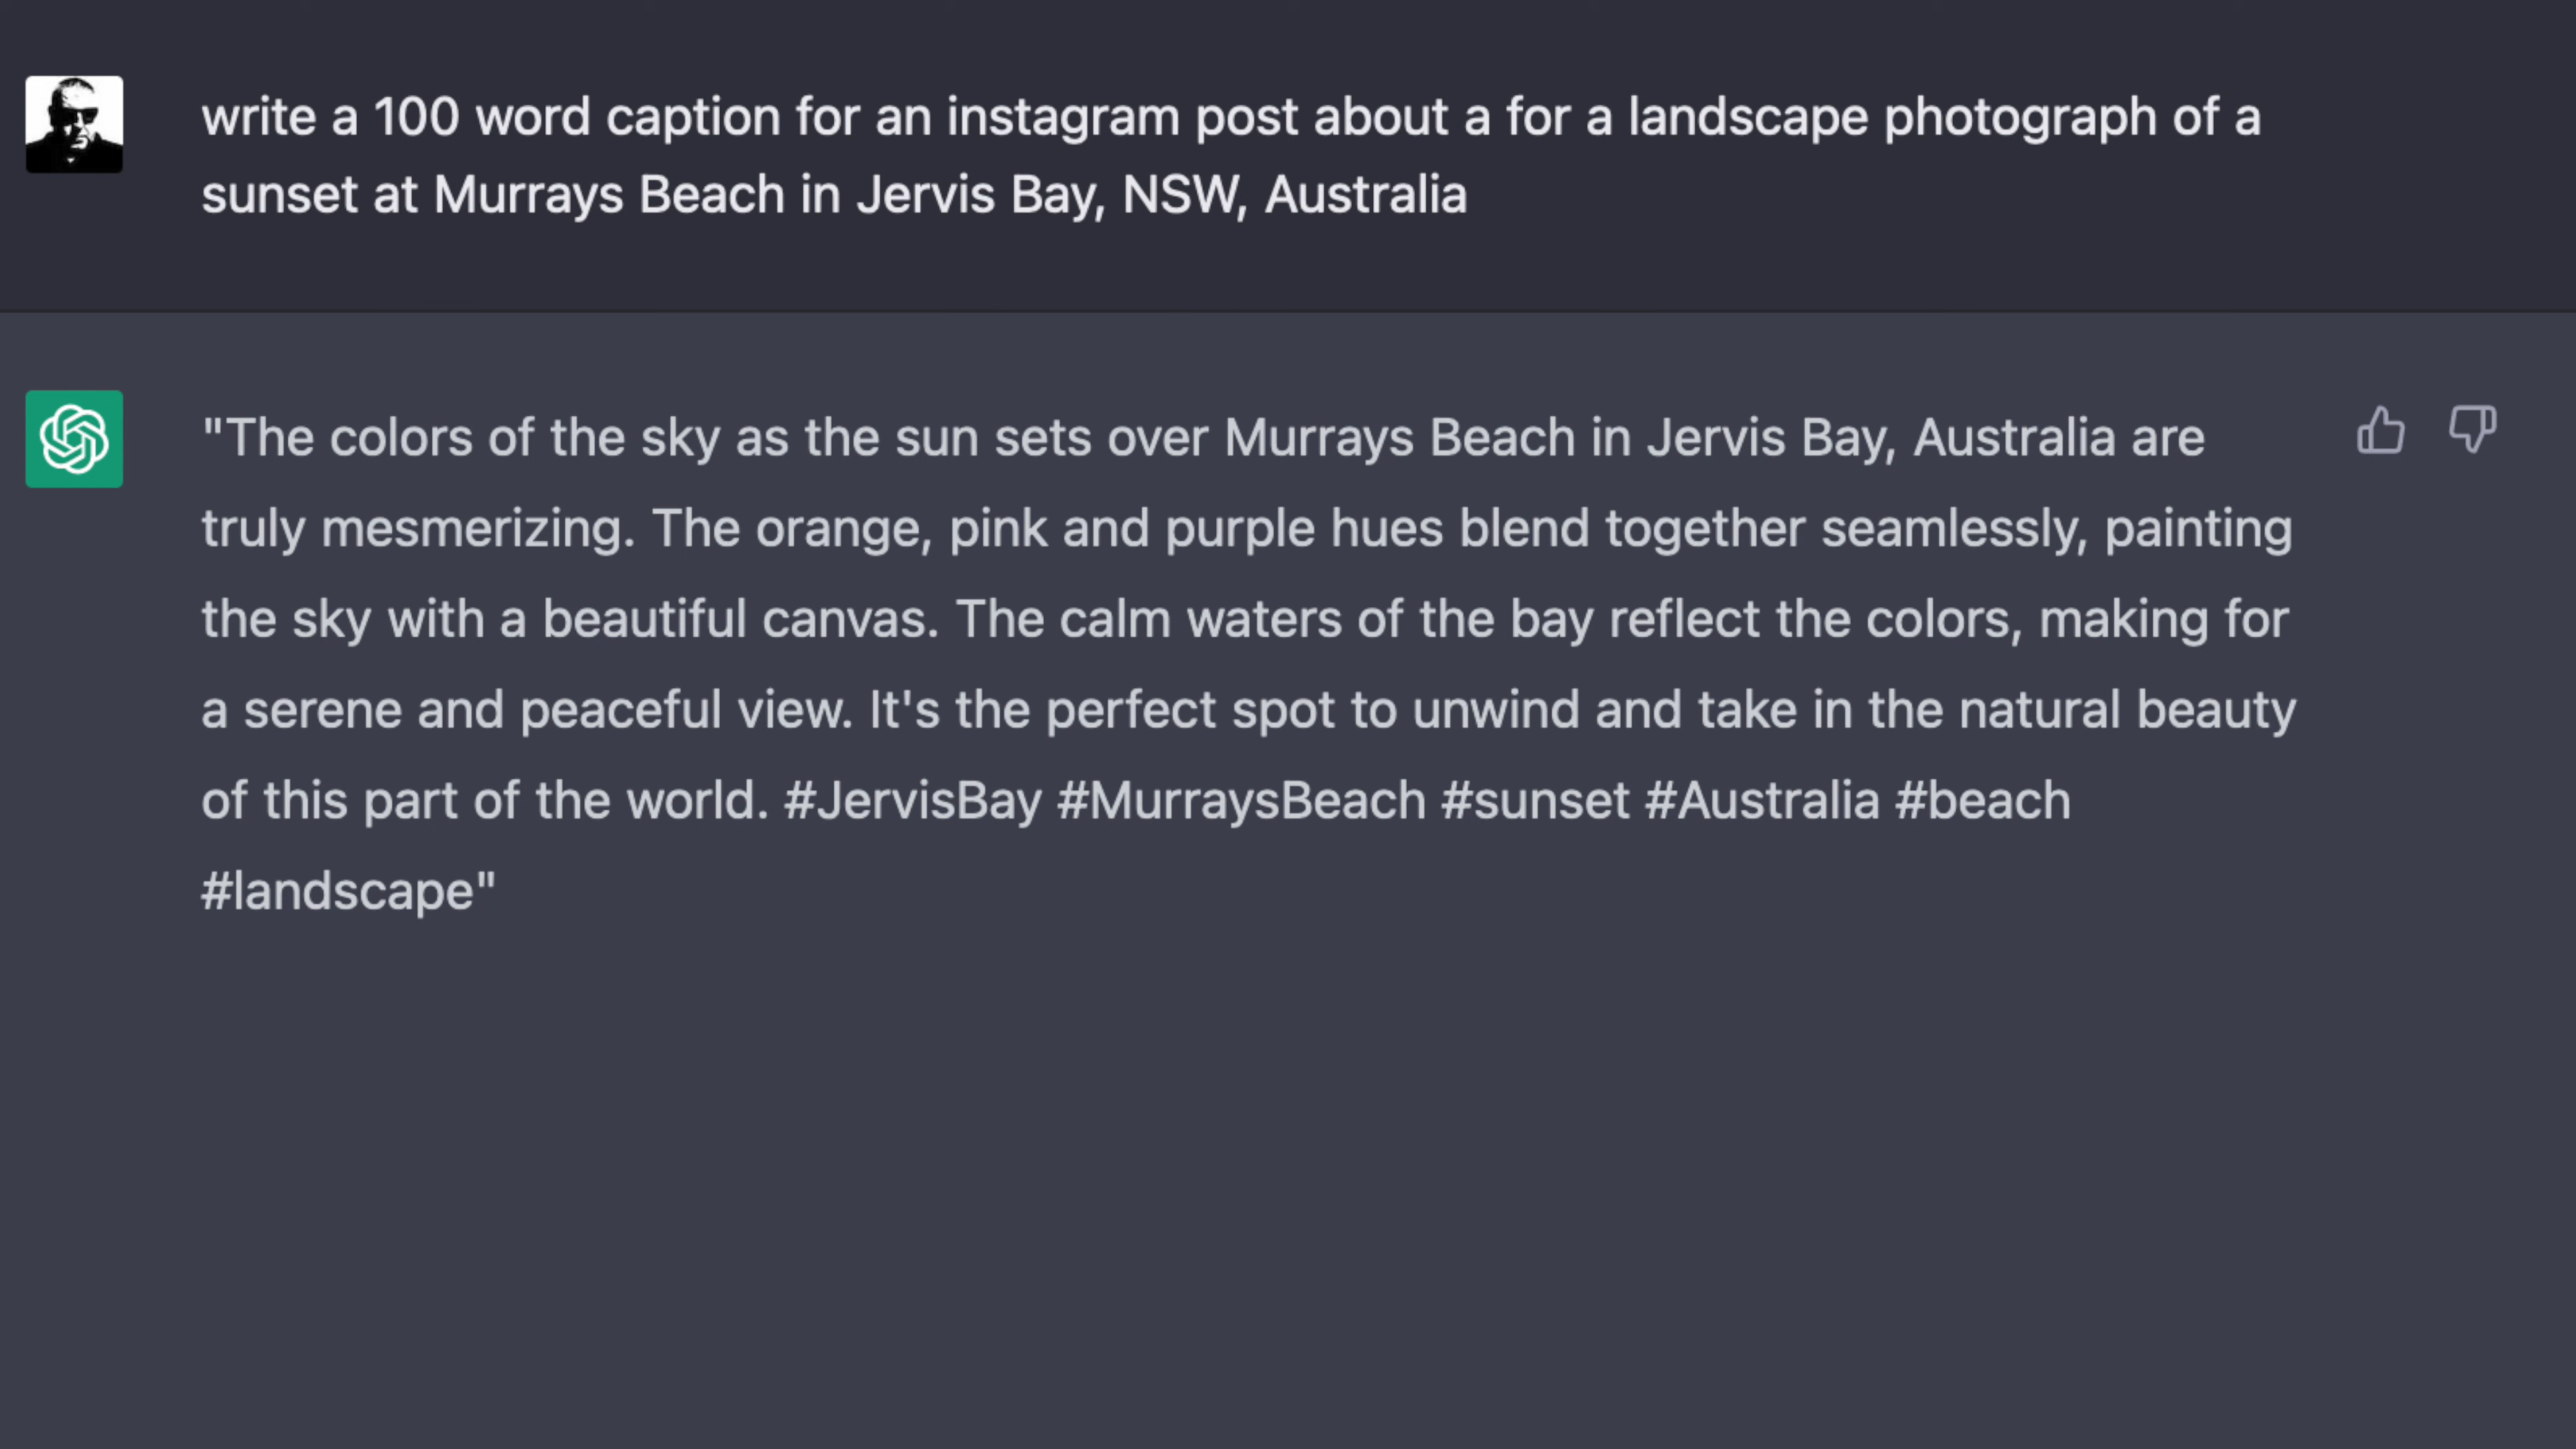 write a 100 word caption for an instagram post about a for a landscape photograph of a
sunset at Murrays Beach in Jervis Bay, NSW, Australia
"The colors of the sky as the sun sets over Murrays Beach in Jervis Bay, Australia are
truly mesmerizing. The orange, pink and purple hues blend together seamlessly, painting
the sky with a beautiful canvas. The calm waters of the bay reflect the colors, making for
a serene and peaceful view. It's the perfect spot to unwind and take in the natural beauty
of this part of the world. #JervisBay #MurraysBeach #sunset #Australia #beach
#landscape"